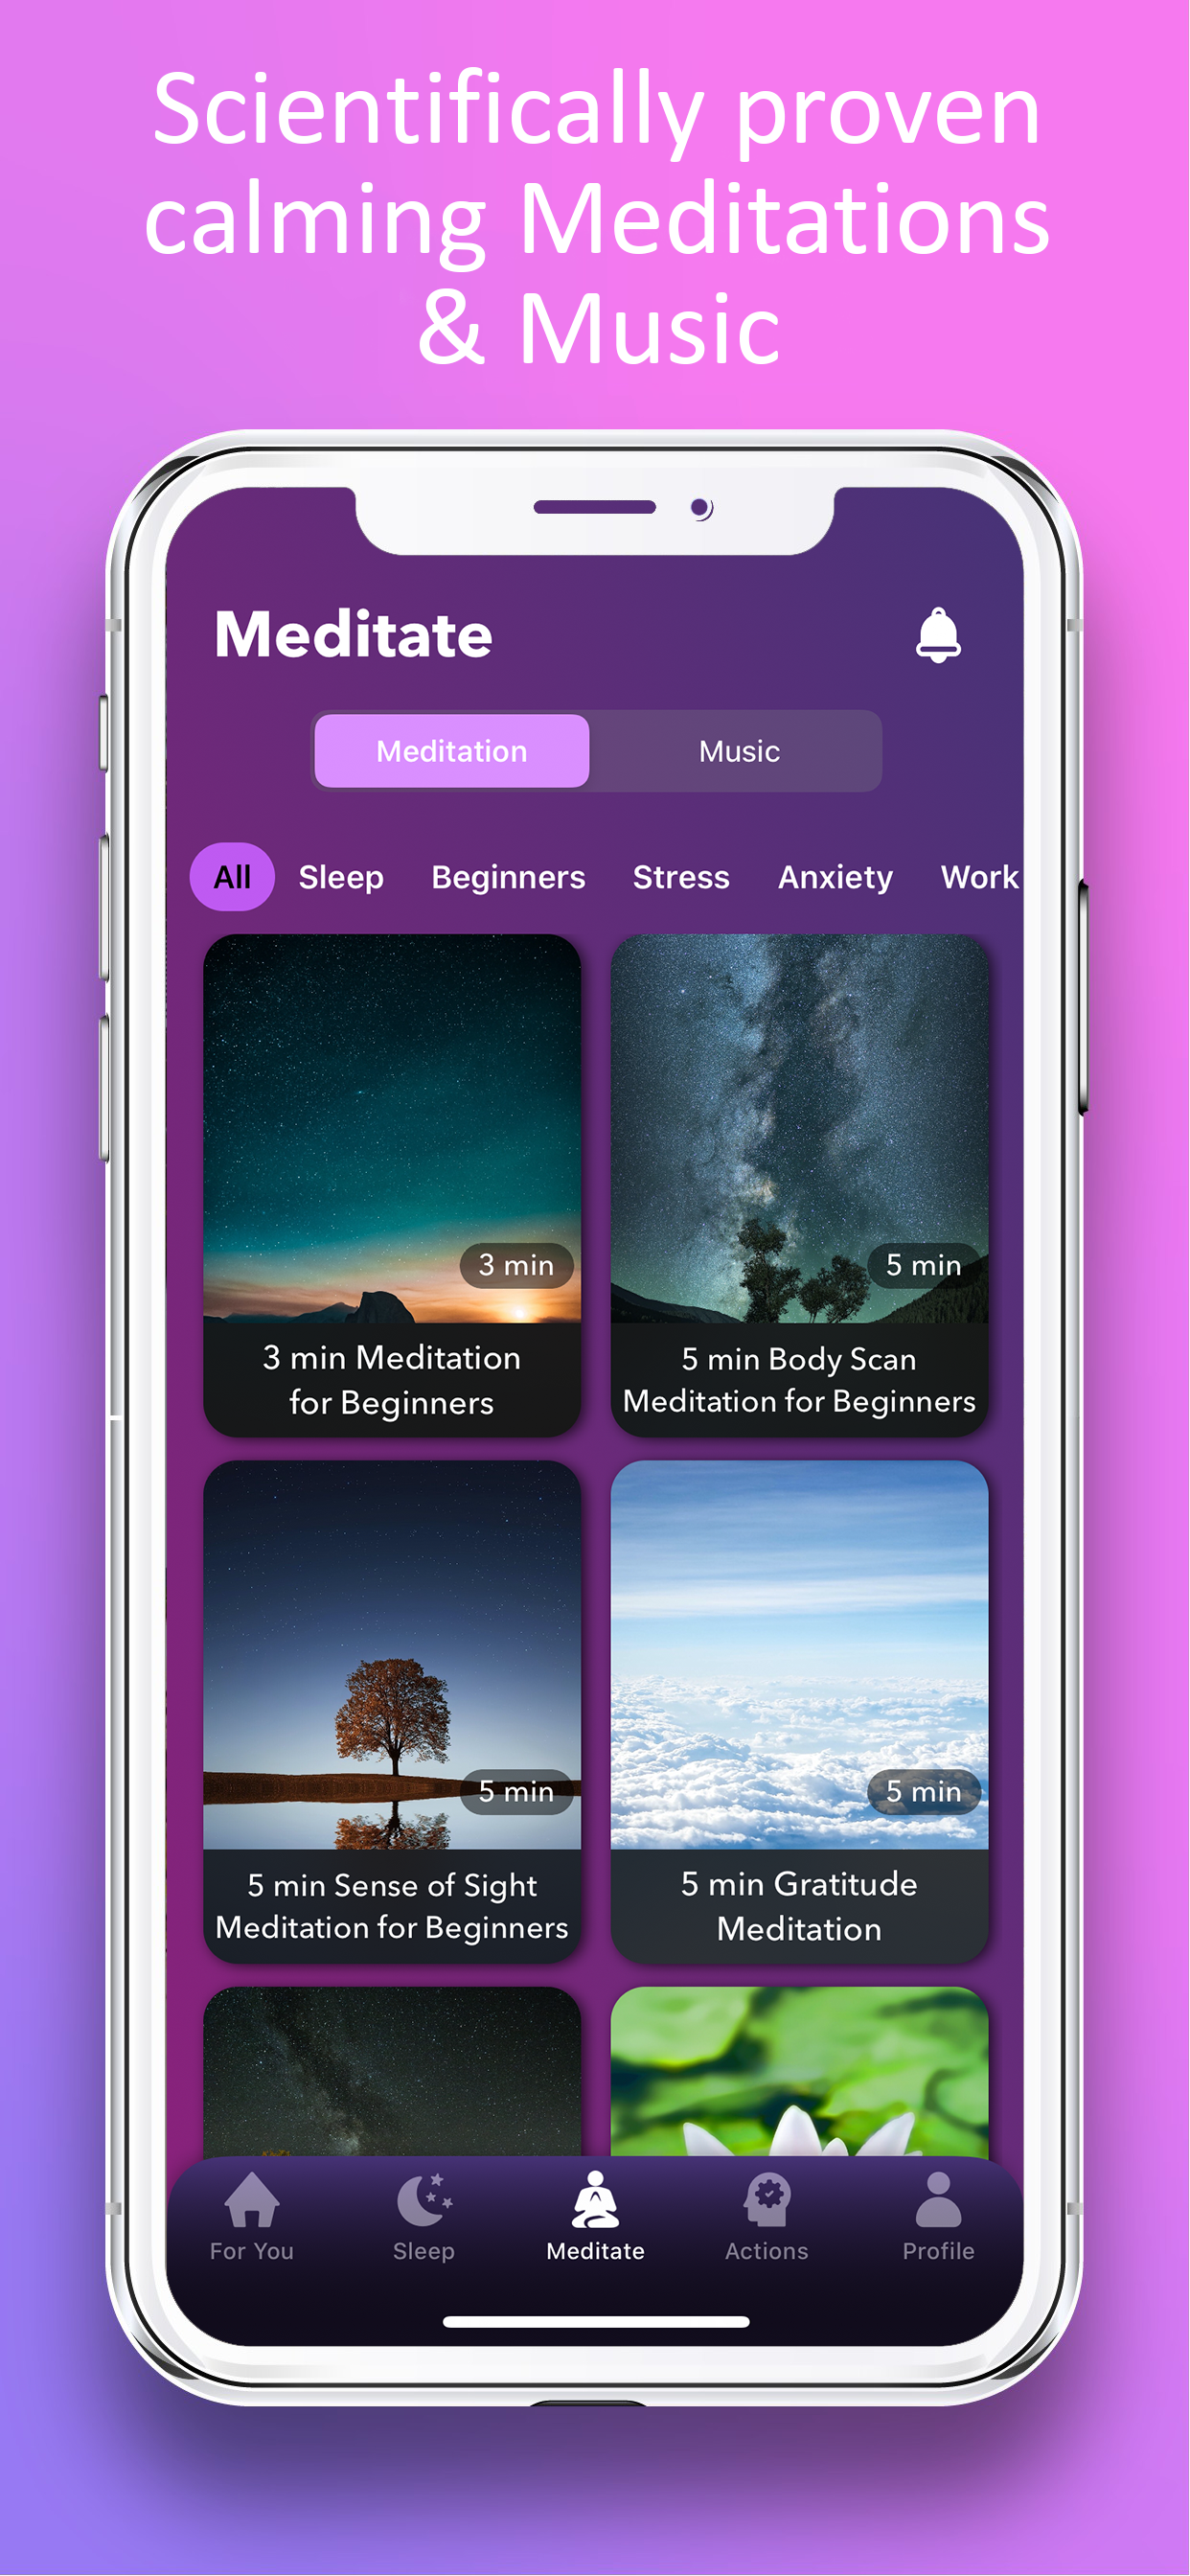 Scientifically proven
calming Meditations
& Music
Meditate
Meditation Music
All Sleep Beginners Stress Anxiety Work
3 min 5 min
3 min Meditation
for Beginners
5 min Body Scan
Meditation for Beginners
5 min 5 min
5 min Sense of Sight
Meditation for Beginners
5 min Gratitude
Meditation
For You Sleep Meditate Actions Profile